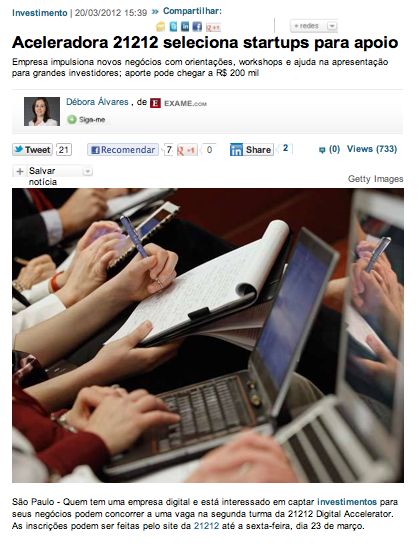 Investimento | 20/03/2012 15:39 Compartilhar:
+ redes
Aceleradora 21212 seleciona startups para apoio
Empresa impulsiona novos negócios com orientações, workshops e ajuda na apresentação
para grandes investidores; aporte pode chegar a R$ 200 mil
Débora Álvares , de E EXAME.COM
Siga-me
Tweet 21 Recomendar 7 +1 0 in Share 2 (0) Views (733)
+ Salvar
notícia
Getty Images
São Paulo - Quem tem uma empresa digital e está interessado em captar investimentos para
seus negócios podem concorrer a uma vaga na segunda turma da 21212 Digital Accelerator.
As inscrições podem ser feitas pelo site da 21212 até a sexta-feira, dia 23 de março.